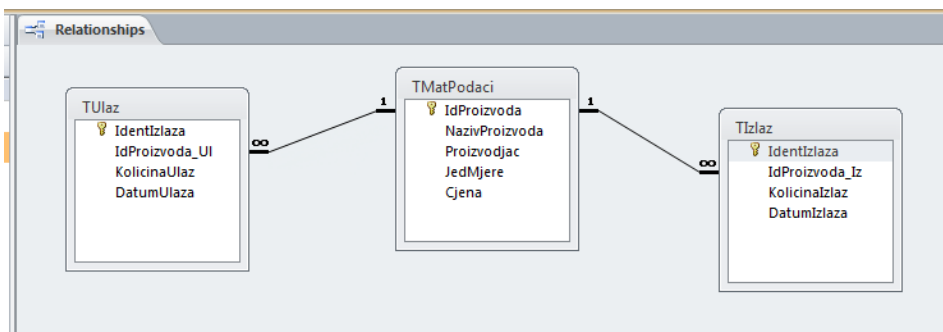 Relationships
TUlaz
IdentIzlaza
IdProizvoda_Ul
KolicinaUlaz
DatumUlaza
∞
1
TMatPodaci
IdProizvoda
NazivProizvoda
Proizvodjac
JedMjere
Cjena
1
∞
TIzlaz
IdentIzlaza
IdProizvoda_Iz
KolicinaIzlaz
DatumIzlaza